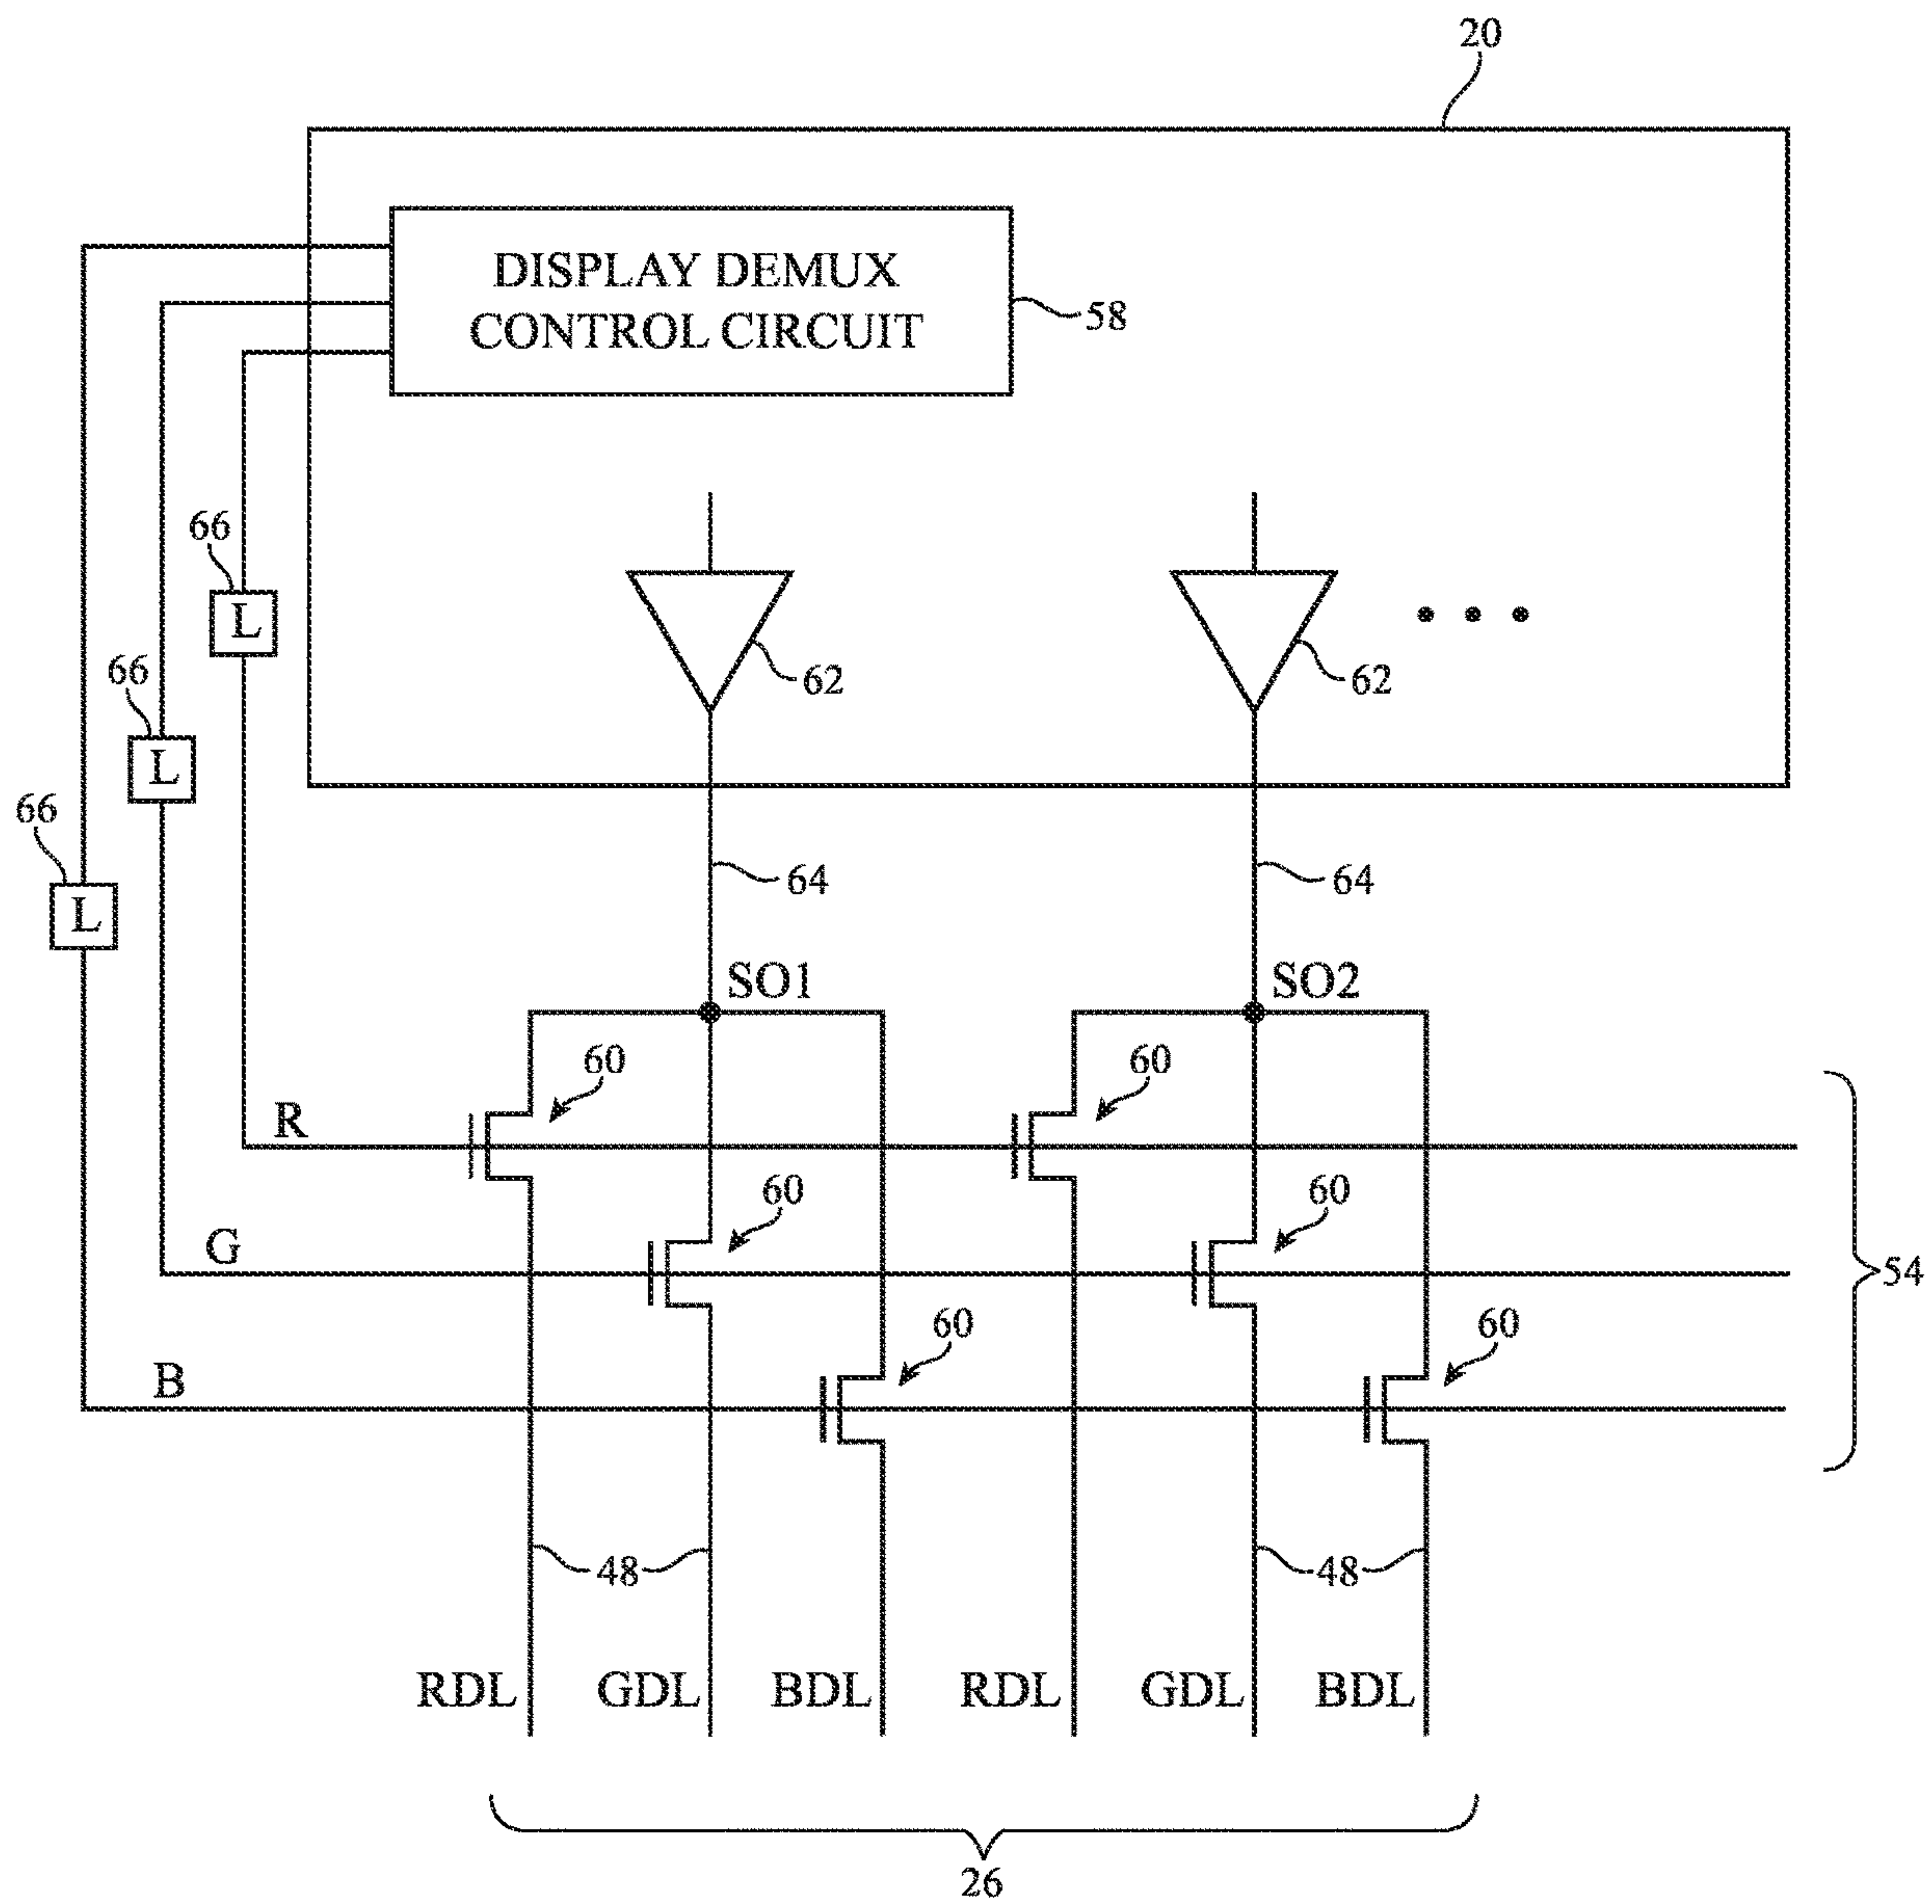 20
DISPLAY DEMUX
CONTROL CIRCUIT
58
66
L
62
62
66
L
66
L
64
64
SO1
SO2
60
60
R
60
60
G
54
60
60
B
48
48
RDL
GDL
BDL
RDL
GDL
BDL
26